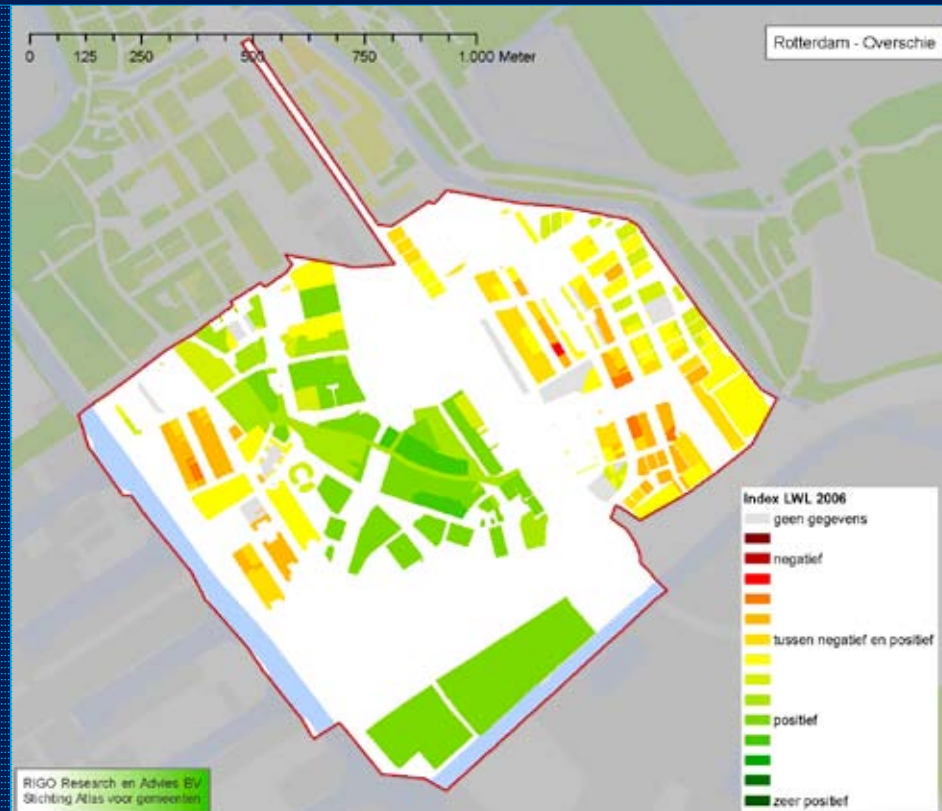 0 125 250 500 750 1.000 Meter
Rotterdam - Overschie
Index LWL 2006
geen gegevens
negatief
tussen negatief en positief
positief
zeer positief
RIGO Research en Advies BV
Stichting Atlas voor gemeenten